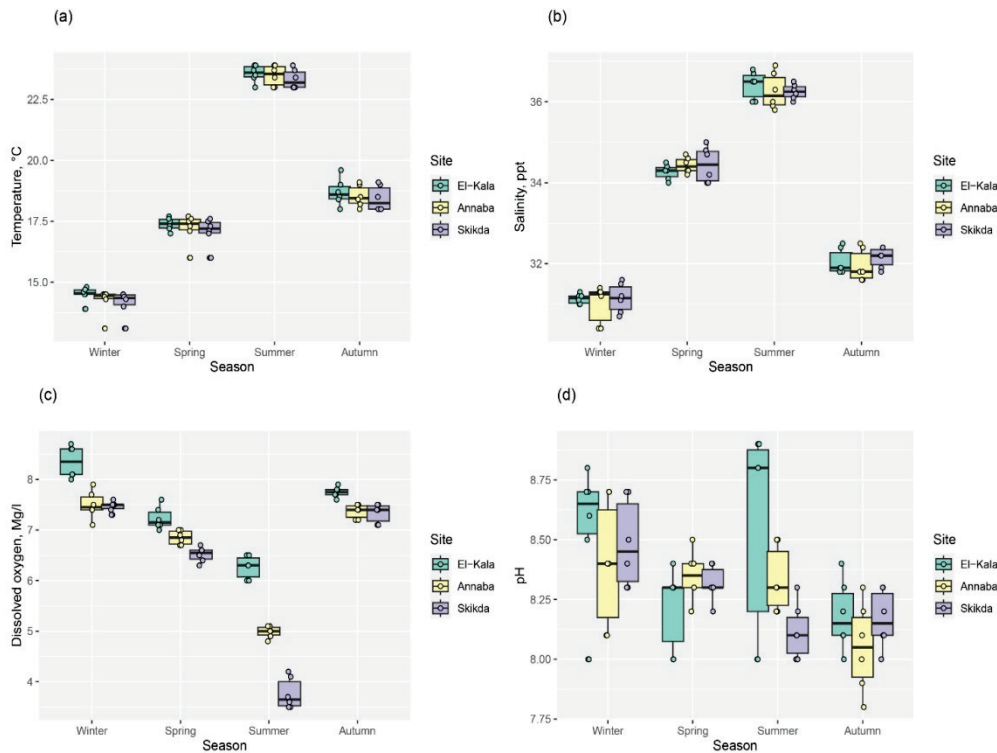 (a)
Temperature, °C
22.5
20.0
17.5
15.0
Winter Spring Summer Autumn
Season
Site
El-Kala
Annaba
Skikda
(b)
Salinity, ppt
36
34
32
Winter Spring Summer Autumn
Season
Site
El-Kala
Annaba
Skikda
(c)
Dissolved oxygen, Mg/l
8
7
6
5
4
Winter Spring Summer Autumn
Season
Site
El-Kala
Annaba
Skikda
(d)
pH
8.75
8.50
8.25
8.00
7.75
Winter Spring Summer Autumn
Season
Site
El-Kala
Annaba
Skikda